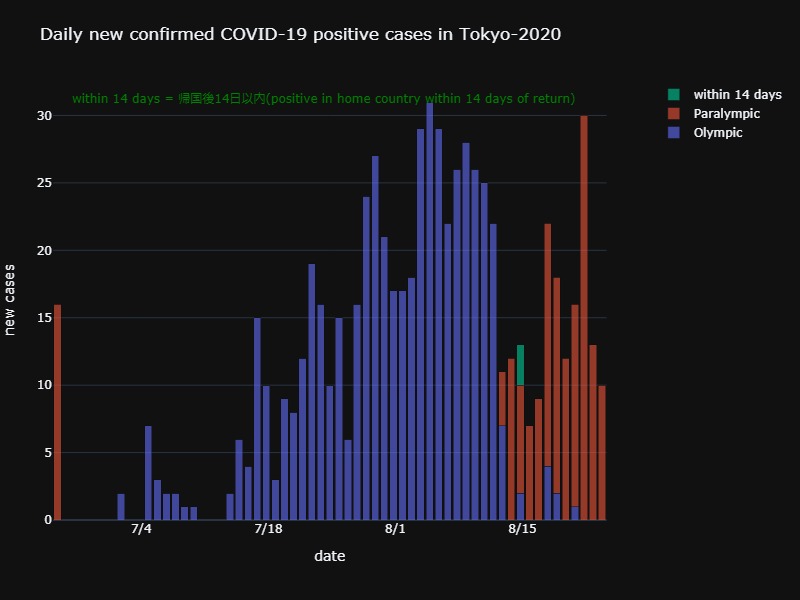 Daily new confirmed COVID-19 positive cases in Tokyo-2020
within 14 days = 帰国後14日以内(positive in home country within 14 days of return)
within 14 days
Paralympic
Olympic
30
25
20
15
10
5
0
new cases
7/4 7/18 8/1 8/15
date